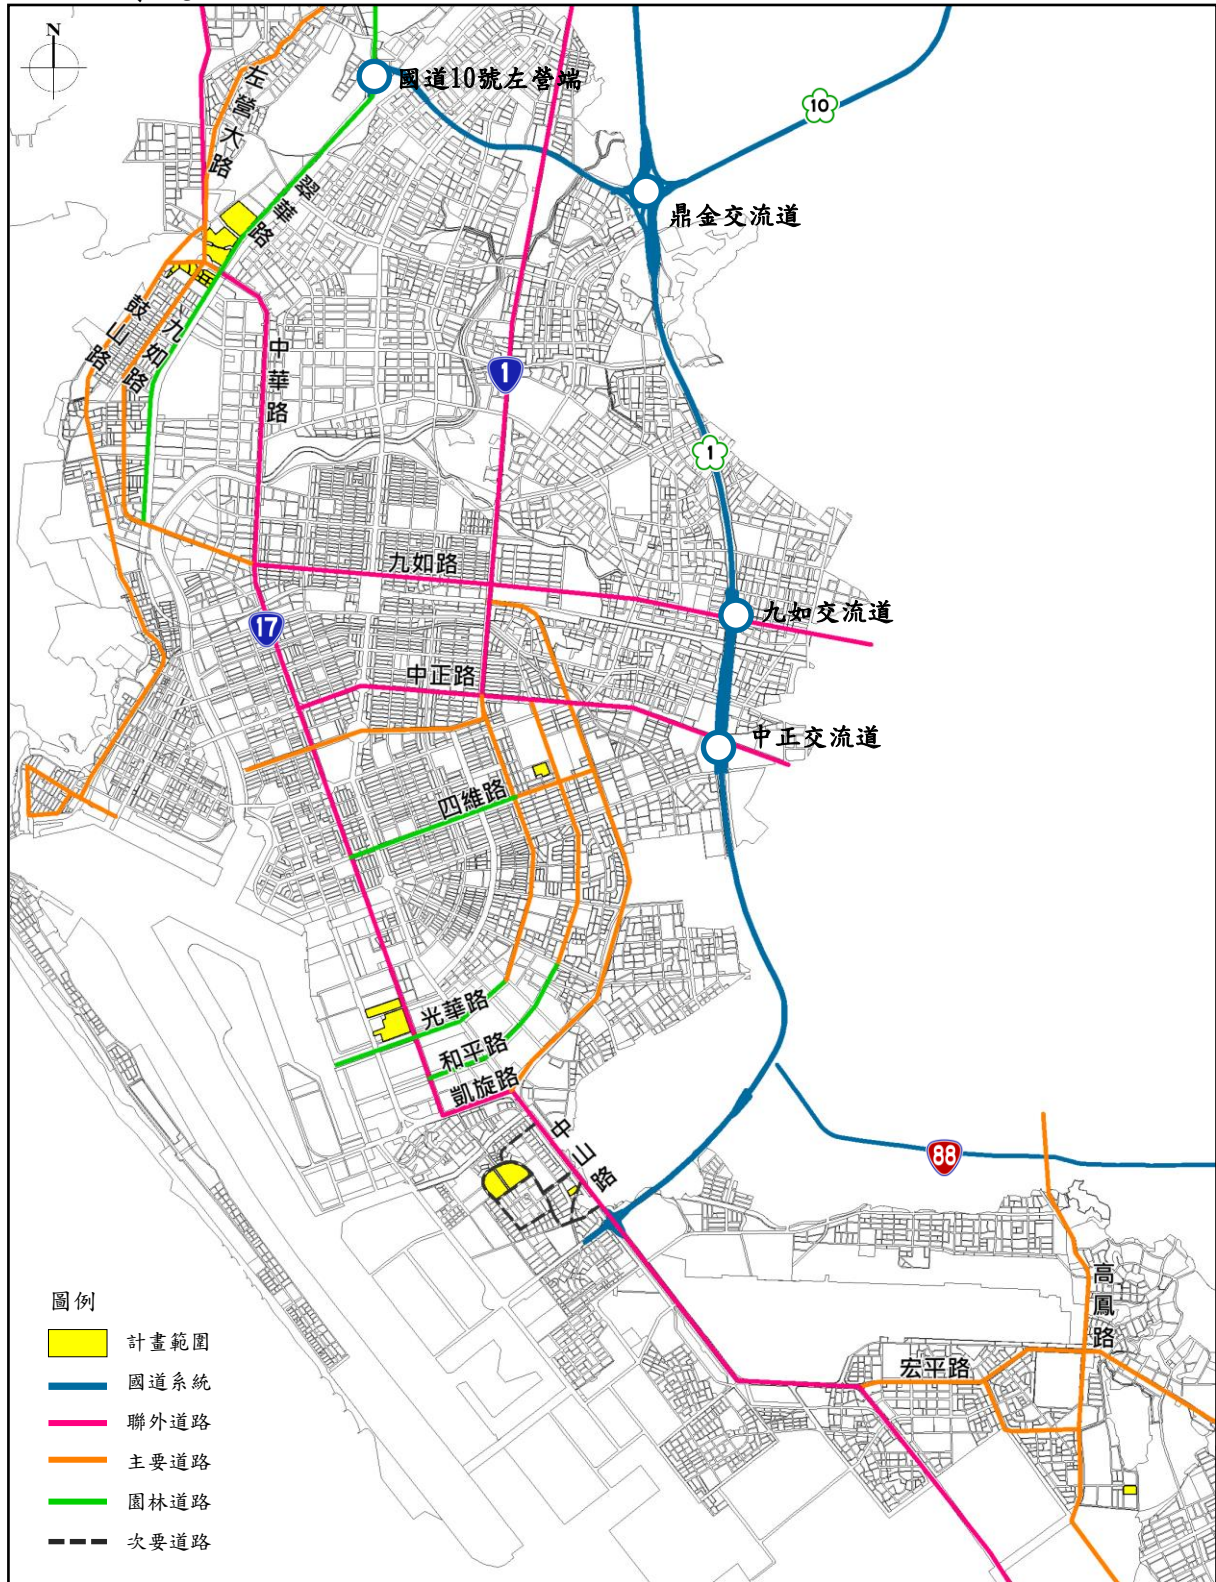 N
國道10號左營端
左營大路
10
翠華路
鼎金交流道
鼓山路
九如路
中華路
1
1
九如路
九如交流道
17
中正路
中正交流道
四維路
光華路
和平路
凱旋路
中山路
88
高鳳路
宏平路
圖例
計畫範圍
國道系統
聯外道路
主要道路
園林道路
次要道路